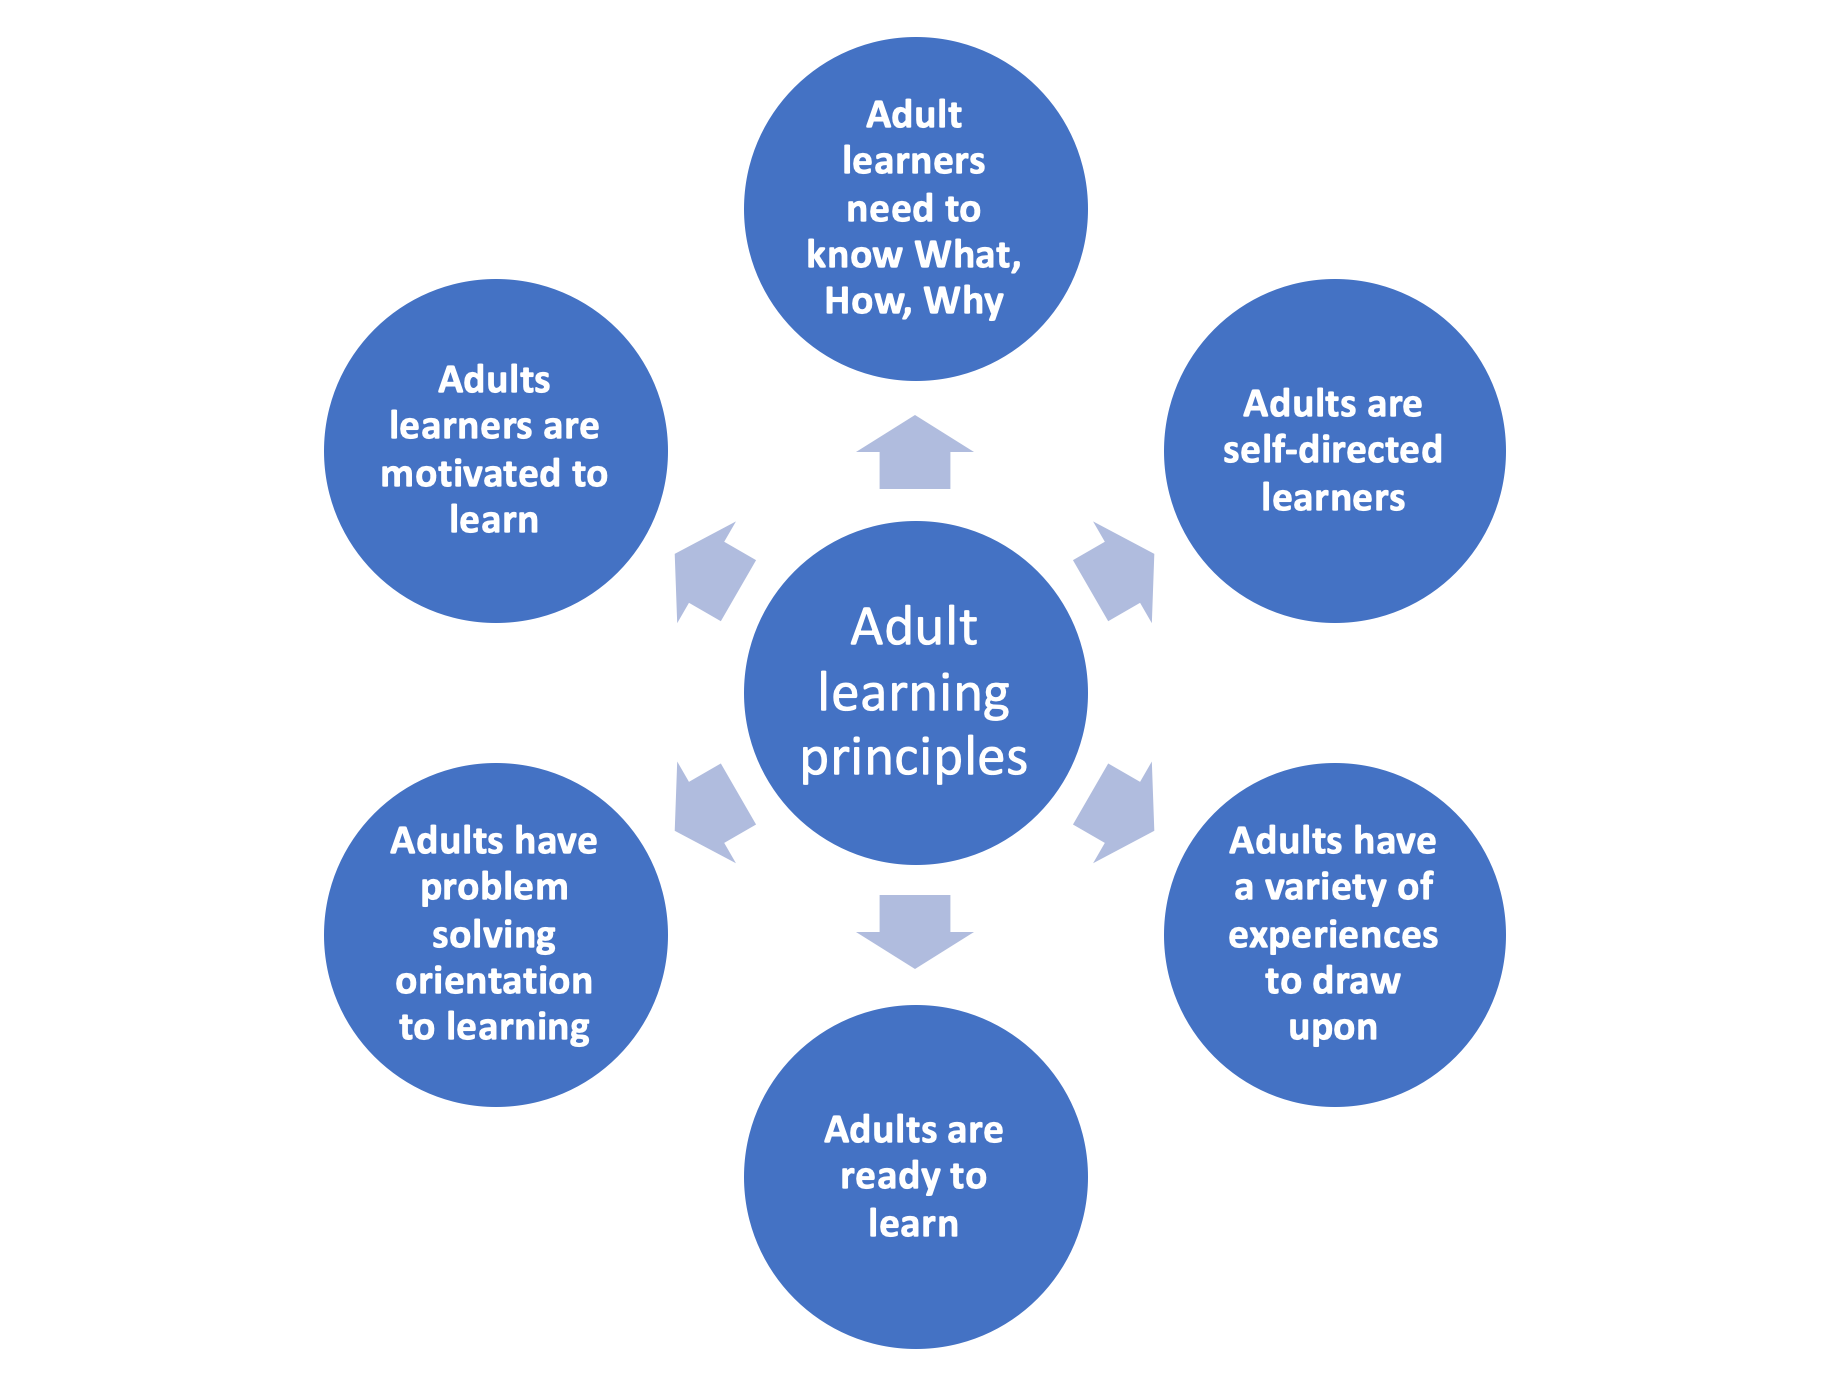 Adult
learners
need to
know What,
How, Why
Adults are
self-directed
learners
Adults have
a variety of
experiences
to draw
upon
Adults are
ready to
learn
Adults have
problem
solving
orientation
to learning
Adults
learners are
motivated to
learn
Adult
learning
principles